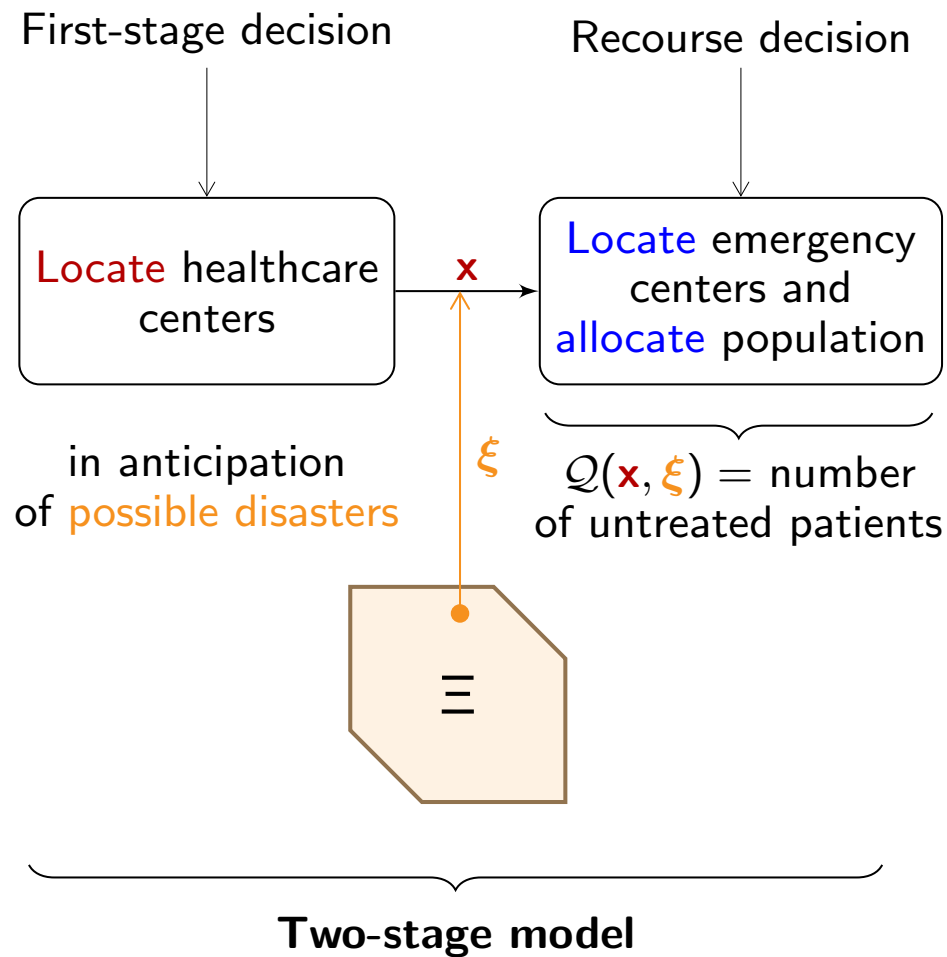 First-stage decision
Recourse decision
Locate healthcare
centers
x
Locate emergency
centers and
allocate population
in anticipation
of possible disasters
ξ
𝒬(x, ξ) = number
of untreated patients
Ξ
Two-stage model